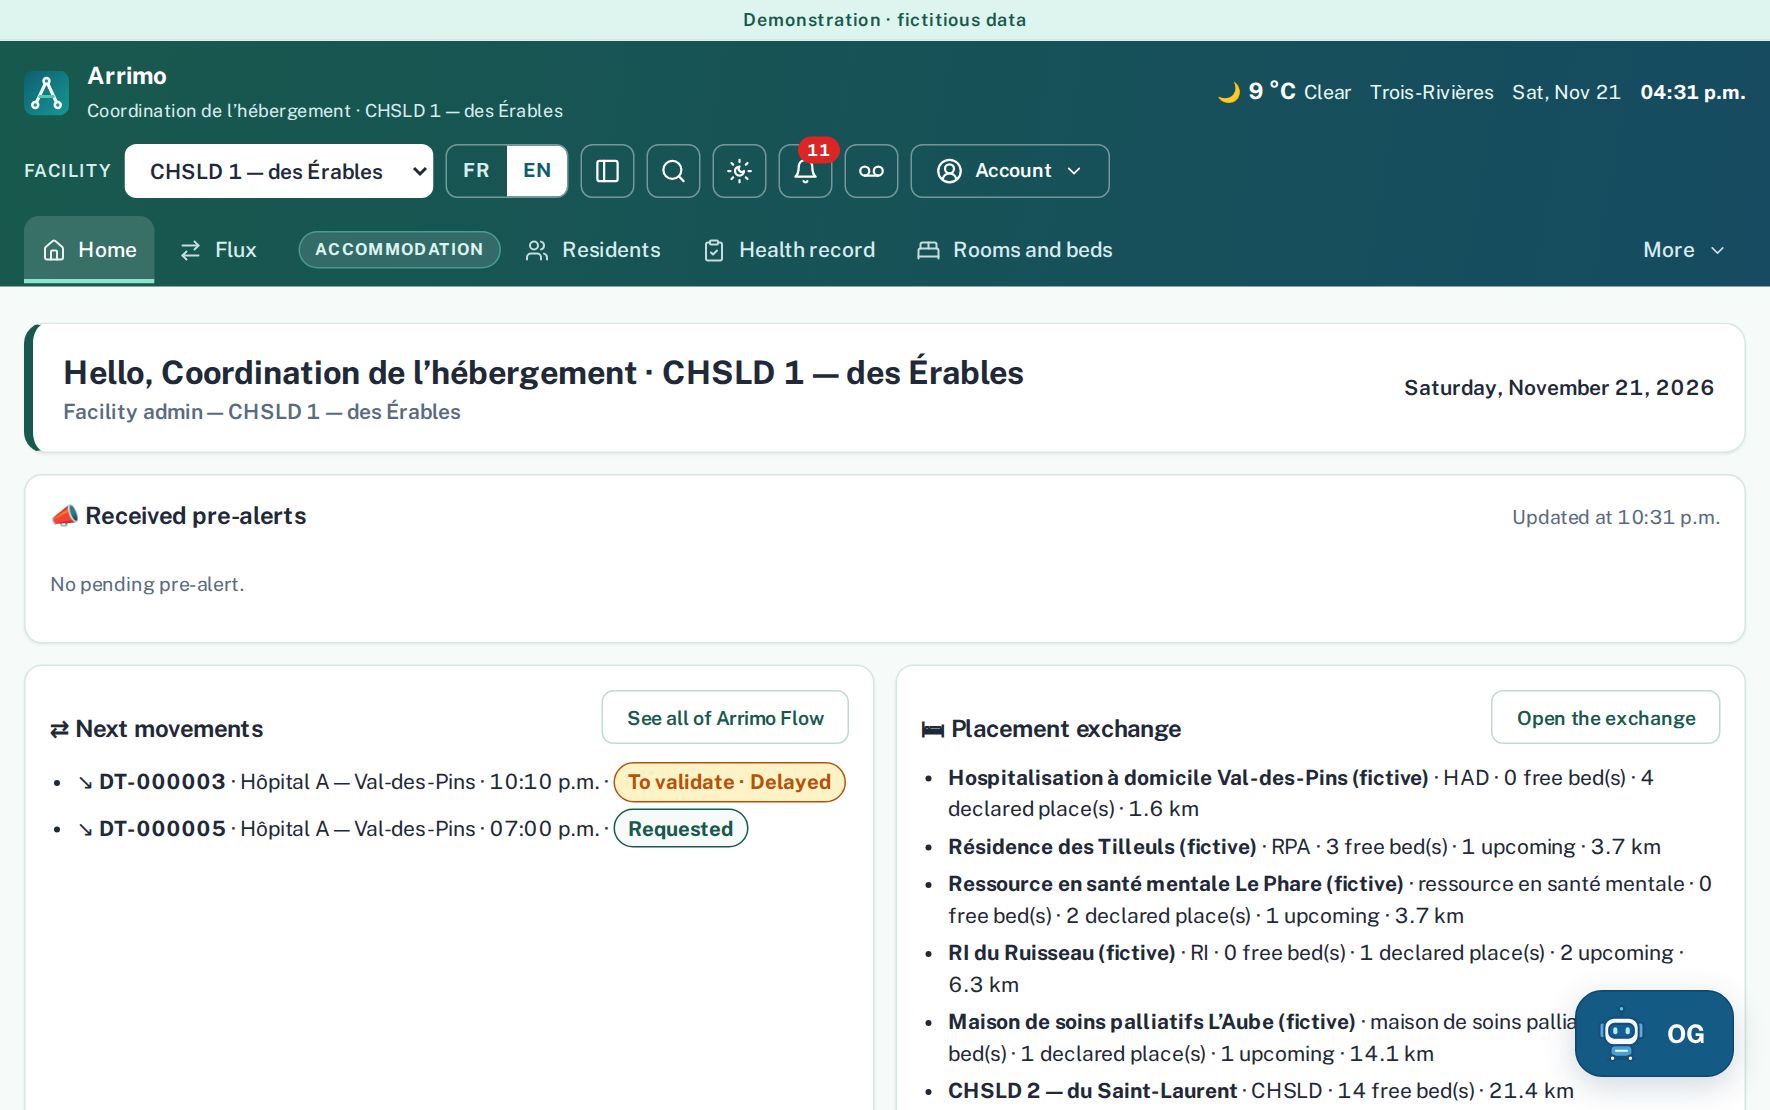 Demonstration · fictitious data
Arrimo
Coordination de l’hébergement · CHSLD 1 — des Érables
9 °C Clear Trois-Rivières Sat, Nov 21 04:31 p.m.
FACILITY CHSLD 1 — des Érables FR EN 11 Account
Home Flux ACCOMMODATION Residents Health record Rooms and beds More
Hello, Coordination de l’hébergement · CHSLD 1 — des Érables
Facility admin — CHSLD 1 — des Érables
Saturday, November 21, 2026
Received pre-alerts
Updated at 10:31 p.m.
No pending pre-alert.
⇄ Next movements
See all of Arrimo Flow
• ↘ DT-000003 · Hôpital A — Val-des-Pins · 10:10 p.m. · To validate · Delayed
• ↘ DT-000005 · Hôpital A — Val-des-Pins · 07:00 p.m. · Requested
Placement exchange
Open the exchange
• Hospitalisation à domicile Val-des-Pins (fictive) · HAD · 0 free bed(s) · 4
declared place(s) · 1.6 km
• Résidence des Tilleuls (fictive) · RPA · 3 free bed(s) · 1 upcoming · 3.7 km
• Ressource en santé mentale Le Phare (fictive) · ressource en santé mentale · 0
free bed(s) · 2 declared place(s) · 1 upcoming · 3.7 km
• RI du Ruisseau (fictive) · RI · 0 free bed(s) · 1 declared place(s) · 2 upcoming ·
6.3 km
• Maison de soins palliatifs L’Aube (fictive) · maison de soins
bed(s) · 1 declared place(s) · 1 upcoming · 14.1 km
• CHSLD 2 — du Saint-Laurent · CHSLD · 14 free bed(s) · 21.4 km
OG